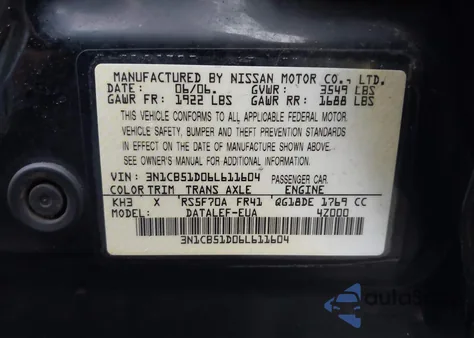 MANUFACTURED BY NISSAN MOTOR CO., LTD.
DATE: 06/06. GVWR: 3549 LBS
GAWR FR: 1922 LBS GAWR RR: 1688 LBS
THIS VEHICLE CONFORMS TO ALL APPLICABLE FEDERAL MOTOR
VEHICLE SAFETY, BUMPER AND THEFT PREVENTION STANDARDS
IN EFFECT ON THE DATE OF MANUFACTURE SHOWN ABOVE.
SEE OWNER'S MANUAL FOR ADDITIONAL INFORMATION.
VIN: 3N1CB51D06L611604 PASSENGER CAR.
COLOR TRIM TRANS AXLE ENGINE
KH3 X RS5F70A FR41 QG18DE 1769 CC
MODEL: DATALEF-EUA 4Z000
3N1CB51D06L611604